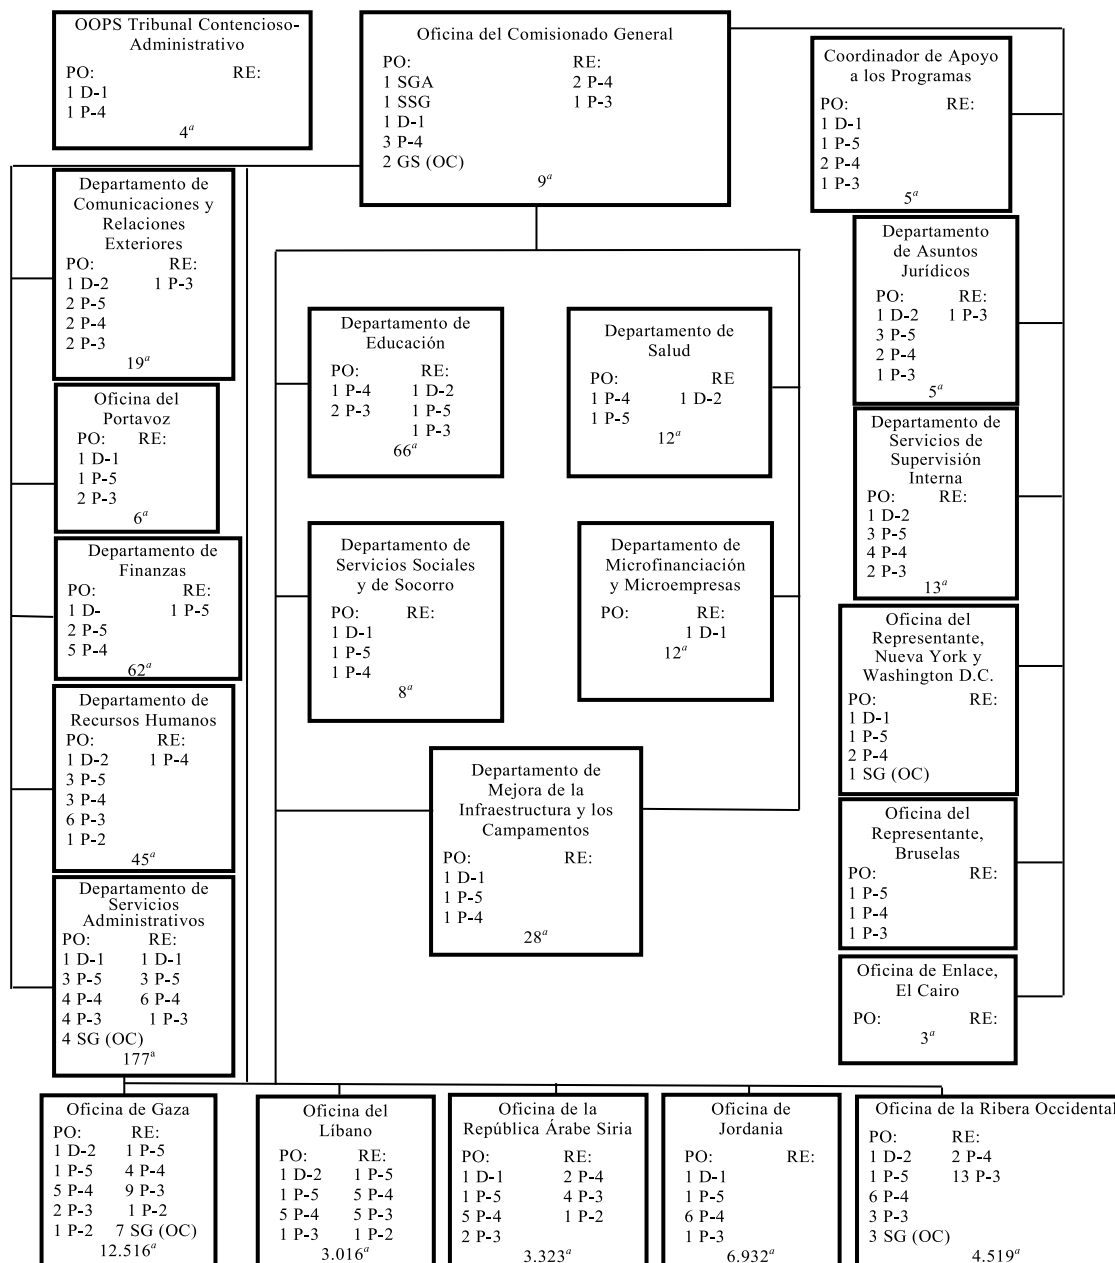 OOPS Tribunal Contencioso-
Administrativo
PO: RE:
1 D-1
1 P-4
4ª
Oficina del Comisionado General
PO: RE:
1 SGA 2 P-4
1 SSG 1 P-3
1 D-1
3 P-4
2 GS (OC)
9ª
Coordinador de Apoyo
a los Programas
PO: RE:
1 D-1
1 P-5
2 P-4
1 P-3
5ª
Departamento de
Comunicaciones y
Relaciones
Exteriores
PO: RE:
1 D-2 1 P-3
2 P-5
2 P-4
2 P-3
19ª
Departamento
de Asuntos
Jurídicos
PO: RE:
1 D-2 1 P-3
3 P-5
2 P-4
1 P-3
5ª
Departamento de
Educación
PO: RE:
1 P-4 1 D-2
2 P-3 1 P-5
1 P-3
66ª
Departamento de
Salud
PO: RE
1 P-4 1 D-2
1 P-5
12ª
Oficina del
Portavoz
PO: RE:
1 D-1
1 P-5
2 P-3
6ª
Departamento de
Servicios de
Supervisión
Interna
PO: RE:
1 D-2
3 P-5
4 P-4
2 P-3
13ª
Departamento de
Finanzas
PO: RE:
1 D- 1 P-5
2 P-5
5 P-4
62ª
Departamento de
Servicios Sociales
y de Socorro
PO: RE:
1 D-1
1 P-5
1 P-4
8ª
Departamento de
Microfinanciación
y Microempresas
PO: RE:
1 D-1
12ª
Oficina del
Representante,
Nueva York y
Washington D.C.
PO: RE:
1 D-1
1 P-5
2 P-4
1 SG (OC)
Departamento de
Recursos Humanos
PO: RE:
1 D-2 1 P-4
3 P-5
3 P-4
6 P-3
1 P-2
45ª
Departamento de
Mejora de la
Infraestructura y los
Campamentos
PO: RE:
1 D-1
1 P-5
1 P-4
28ª
Oficina del
Representante,
Bruselas
PO: RE:
1 P-5
1 P-4
1 P-3
Departamento de
Servicios
Administrativos
PO: RE:
1 D-1 1 D-1
3 P-5 3 P-5
4 P-4 6 P-4
4 P-3 1 P-3
4 SG (OC)
177ª
Oficina de Enlace,
El Cairo
PO: RE:
3ª
Oficina de Gaza
PO: RE:
1 D-2 1 P-5
1 P-5 4 P-4
5 P-4 9 P-3
2 P-3 1 P-2
1 P-2 7 SG (OC)
12.516ª
Oficina del
Líbano
PO: RE:
1 D-2 1 P-5
1 P-5 5 P-4
5 P-4 5 P-3
1 P-3 1 P-2
3.016ª
Oficina de la
República Árabe Siria
PO: RE:
1 D-1 2 P-4
1 P-5 4 P-3
5 P-4 1 P-2
2 P-3
3.323ª
Oficina de
Jordania
PO: RE:
1 D-1
1 P-5
6 P-4
1 P-3
6.932ª
Oficina de la Ribera Occidental
PO: RE:
1 D-2 2 P-4
1 P-5 13 P-3
6 P-4
3 P-3
3 SG (OC)
4.519ª